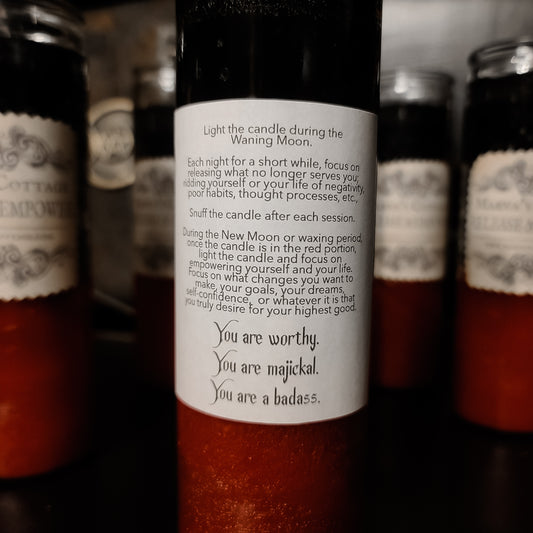 Light the candle during the
Waning Moon.
Each night for a short while, focus on
releasing what no longer serves you;
ridding yourself or your life of negativity,
poor habits, thought processes, etc.,
Snuff the candle after each session.
During the New Moon or waxing period,
once the candle is in the red portion,
light the candle and focus on
empowering yourself and your life.
Focus on what changes you want to
make, your goals, your dreams,
self-confidence, or whatever it is that
you truly desire for your highest good.
You are worthy.
You are majickal.
You are a badass.
Cottage